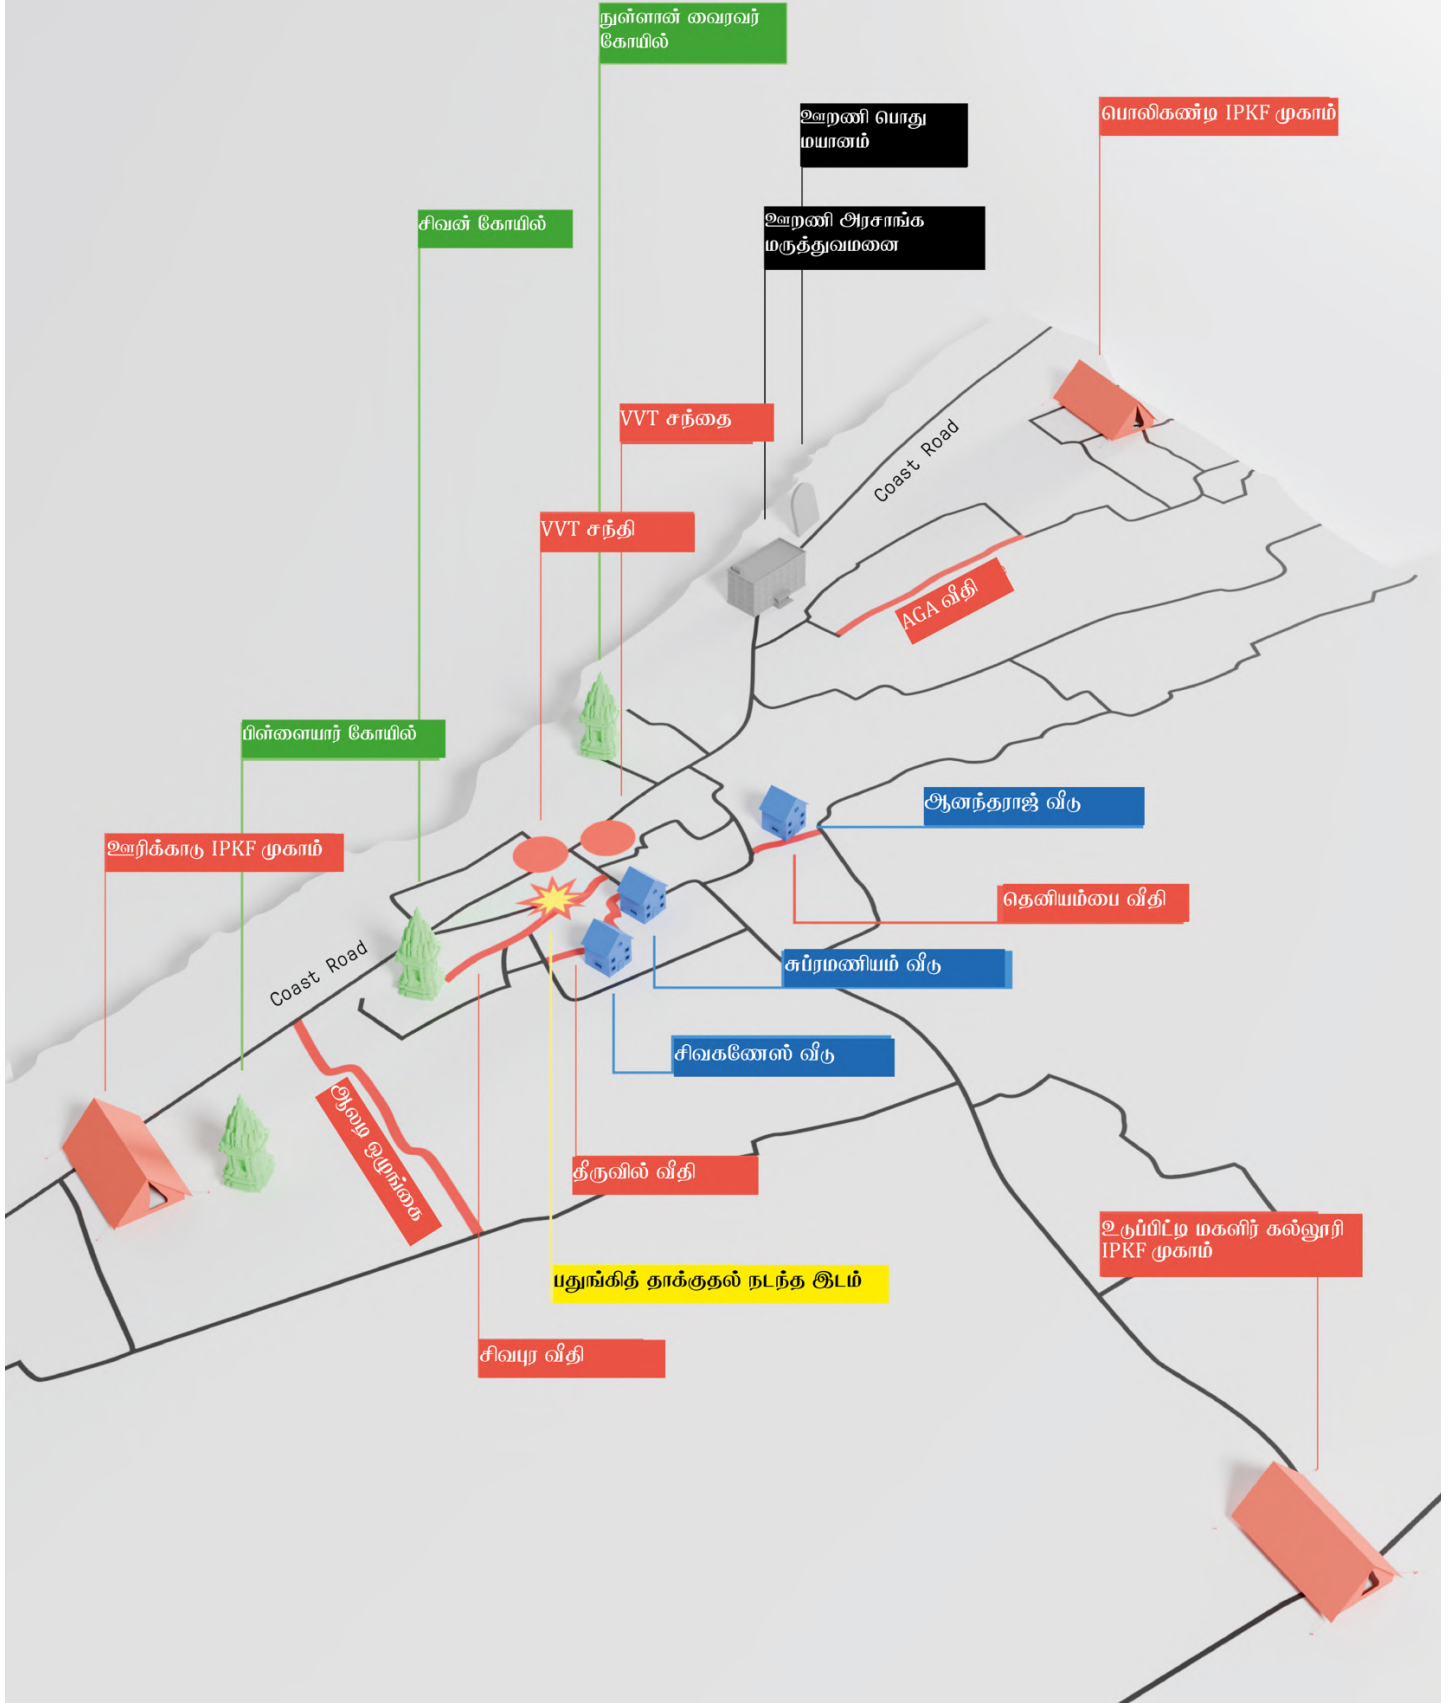 நுள்ளான் வைரவர்
கோயில்
ஊறணி பொது
மயானம்
பொலிகண்டி IPKF முகாம்
ஊறணி அரசாங்க
மருத்துவமனை
சிவன் கோயில்
VVT சந்தை
Coast Road
VVT சந்தி
AGA வீதி
பிள்ளையார் கோயில்
ஆனந்தராஜ் வீடு
ஊரிக்காடு IPKF முகாம்
தெனியம்பை வீதி
Coast Road
சுப்ரமணியம் வீடு
சிவகணேஸ் வீடு
ஆலடி ஒழுங்கை
தீருவில் வீதி
உடுப்பிட்டி மகளிர் கல்லூரி
IPKF முகாம்
பதுங்கித் தாக்குதல் நடந்த இடம்
சிவபுர வீதி